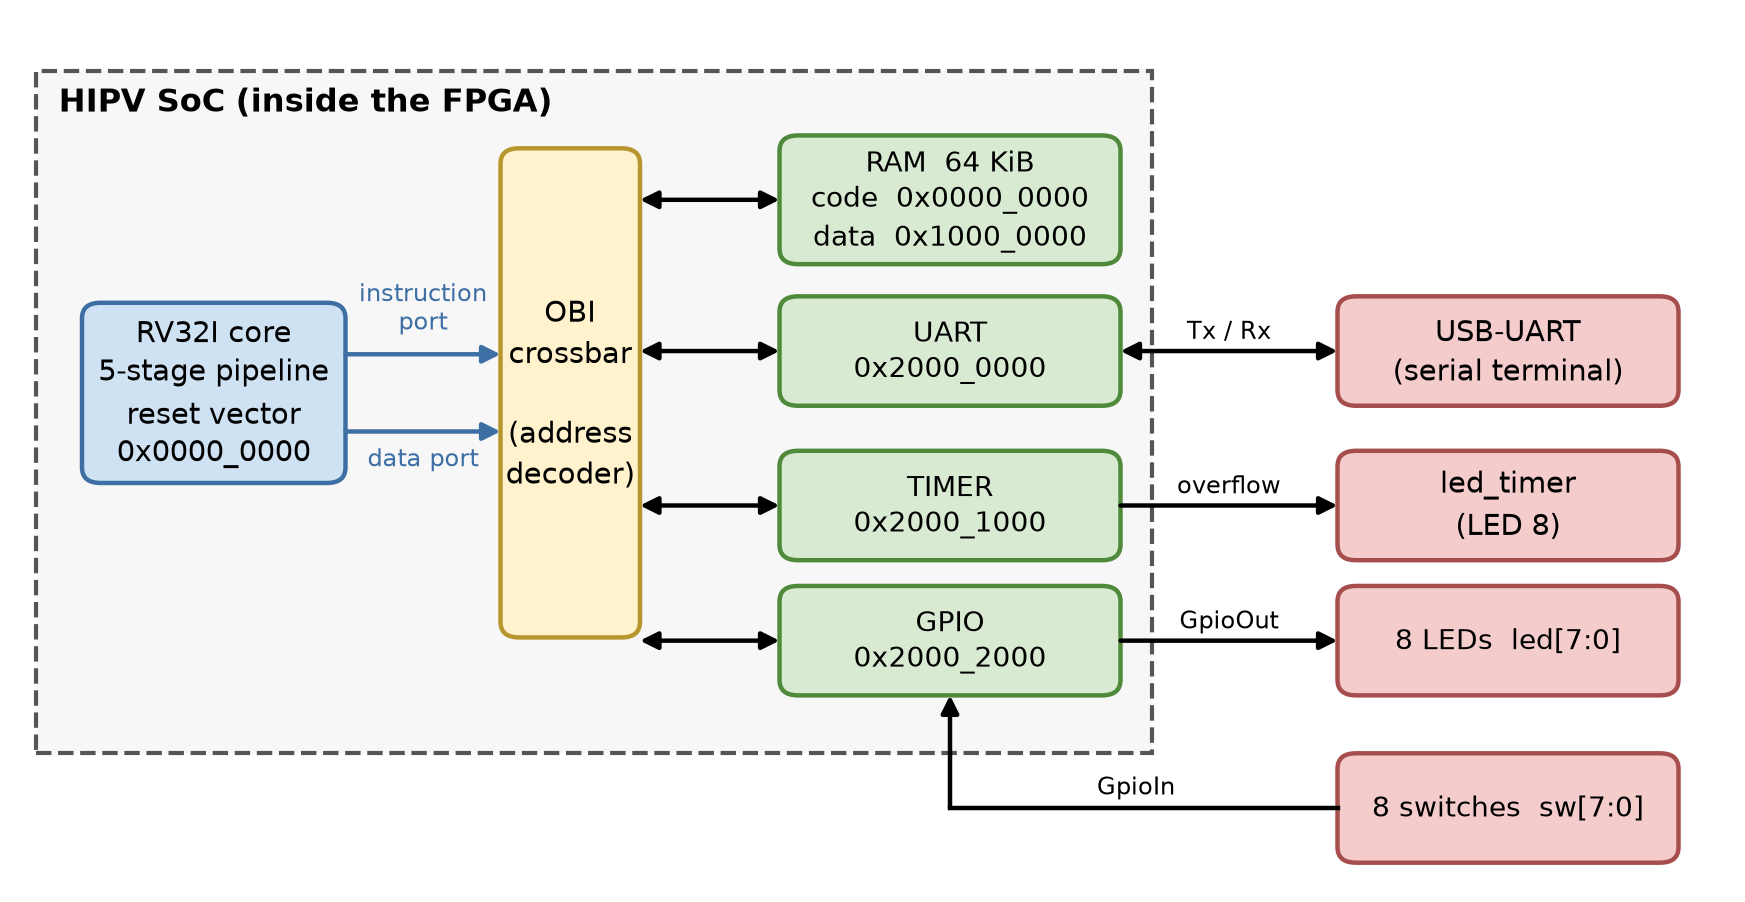 HIPV SoC (inside the FPGA)
RV32I core
5-stage pipeline
reset vector
0x0000_0000
instruction
port
data port
OBI
crossbar
(address
decoder)
RAM  64 KiB
code  0x0000_0000
data  0x1000_0000
UART
0x2000_0000
Tx / Rx
USB-UART
(serial terminal)
TIMER
0x2000_1000
overflow
led_timer
(LED 8)
GPIO
0x2000_2000
GpioOut
8 LEDs  led[7:0]
GpioIn
8 switches  sw[7:0]